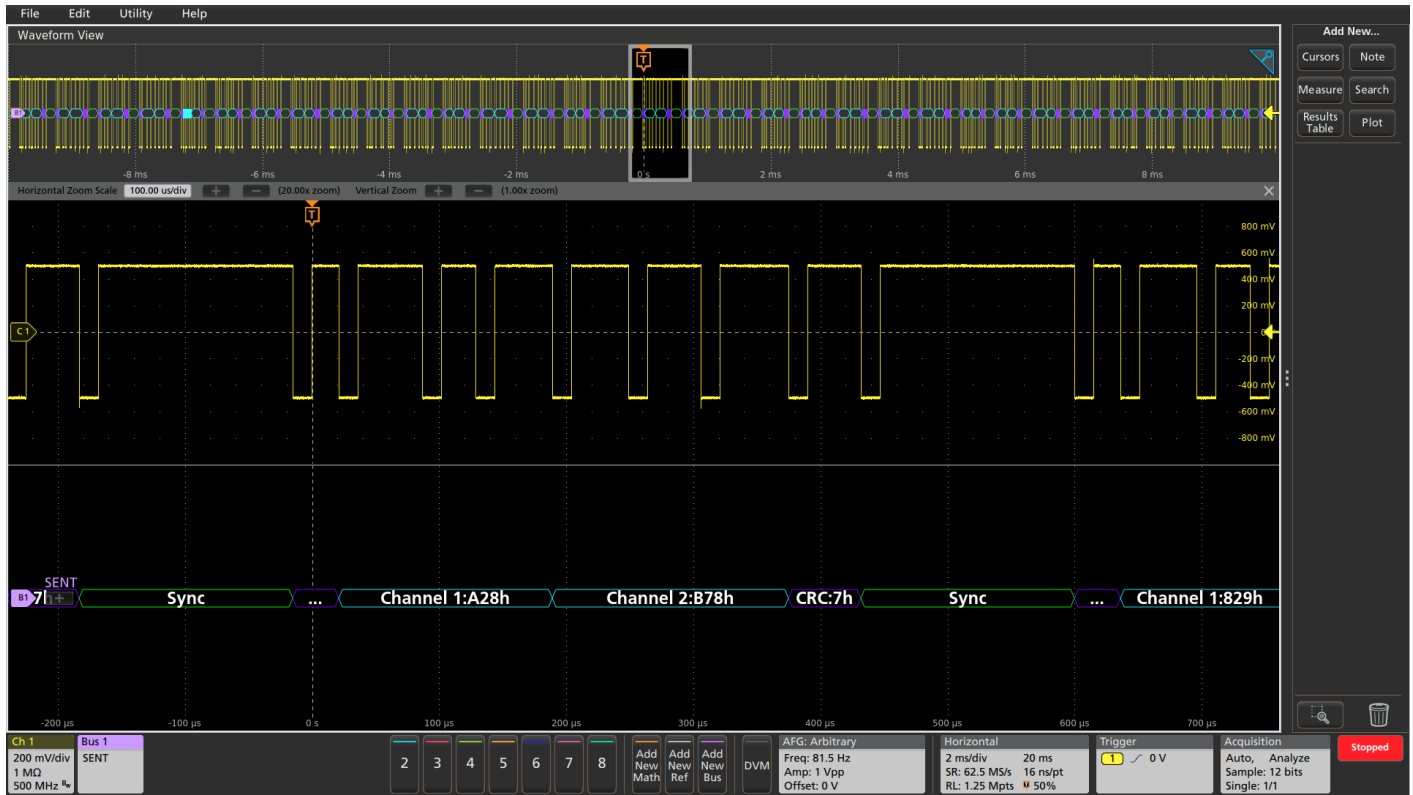 File Edit Utility Help
Waveform View
Add New...
Cursors Note
Measure Search
Results Table Plot
T
B1
-8 ms -6 ms -4 ms -2 ms 0 s 2 ms 4 ms 6 ms 8 ms
Horizontal Zoom Scale 100.00 us/div + − (20.00x zoom) Vertical Zoom + − (1.00x zoom) ×
T
800 mV
600 mV
400 mV
200 mV
C 1
-200 mV
-400 mV
-600 mV
-800 mV
SENT
B1 7h + Sync ... Channel 1:A28h Channel 2:B78h CRC:7h Sync ... Channel 1:829h
-200 µs -100 µs 0 s 100 µs 200 µs 300 µs 400 µs 500 µs 600 µs 700 µs
Ch 1
200 mV/div
1 MΩ
500 MHz Bw
Bus 1
SENT
2 3 4 5 6 7 8
Add New Math
Add New Ref
Add New Bus
DVM
AFG: Arbitrary
Freq: 81.5 Hz
Amp: 1 Vpp
Offset: 0 V
Horizontal
2 ms/div 20 ms
SR: 62.5 MS/s 16 ns/pt
RL: 1.25 Mpts 50%
Trigger
1 0 V
Acquisition
Auto, Analyze
Sample: 12 bits
Single: 1/1
Stopped